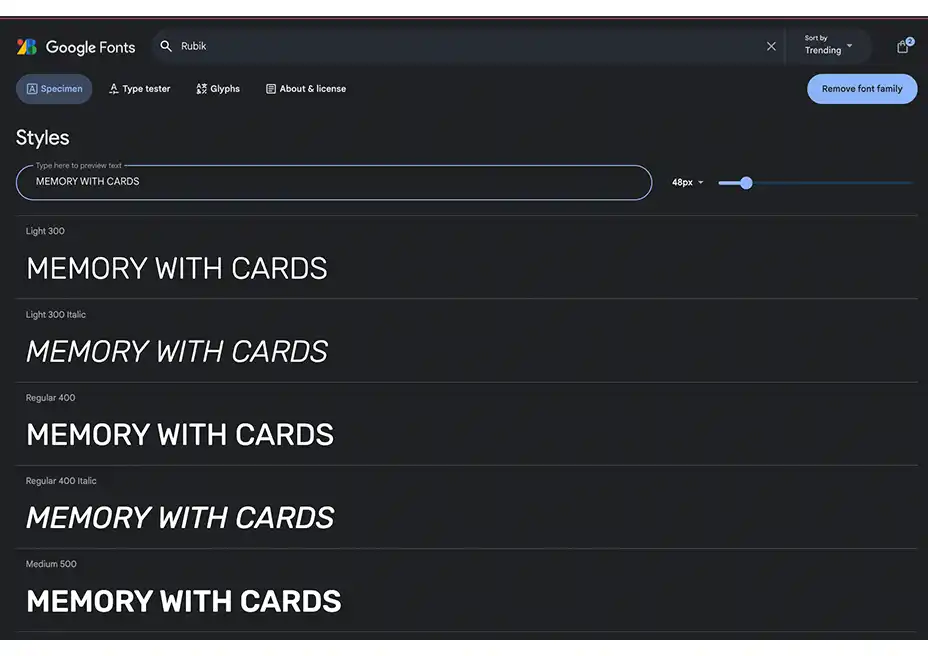 Google Fonts
Rubik
Sort by
Trending
2
Specimen
Type tester
Glyphs
About & license
Remove font family
Styles
Type here to preview text
MEMORY WITH CARDS
48px
Light 300
MEMORY WITH CARDS
Light 300 Italic
MEMORY WITH CARDS
Regular 400
MEMORY WITH CARDS
Regular 400 Italic
MEMORY WITH CARDS
Medium 500
MEMORY WITH CARDS